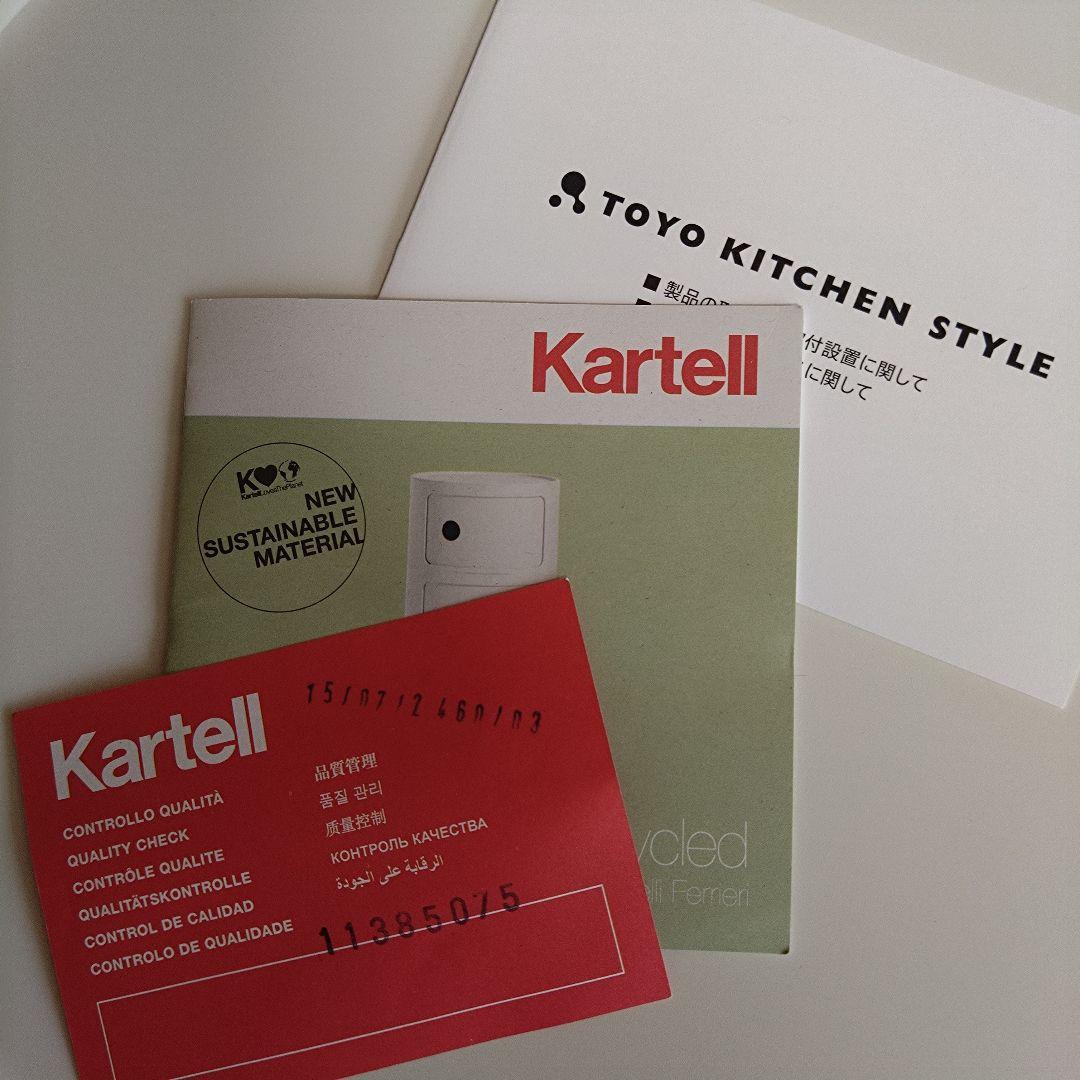 TOYO KITCHEN STYLE
■製品の
付設置に関して
に関して
Kartell
K
KartellLovesThePlanet
NEW
SUSTAINABLE
MATERIAL
ycled
elli Ferrieri
Kartell
15/07/2 460/03
CONTROLLO QUALITÀ
QUALITY CHECK
CONTRÔLE QUALITE
QUALITÄTSKONTROLLE
CONTROL DE CALIDAD
CONTROLO DE QUALIDADE
品質管理
품질 관리
质量控制
КОНТРОЛЬ КАЧЕСТВА
الرقابة على الجودة
11385075